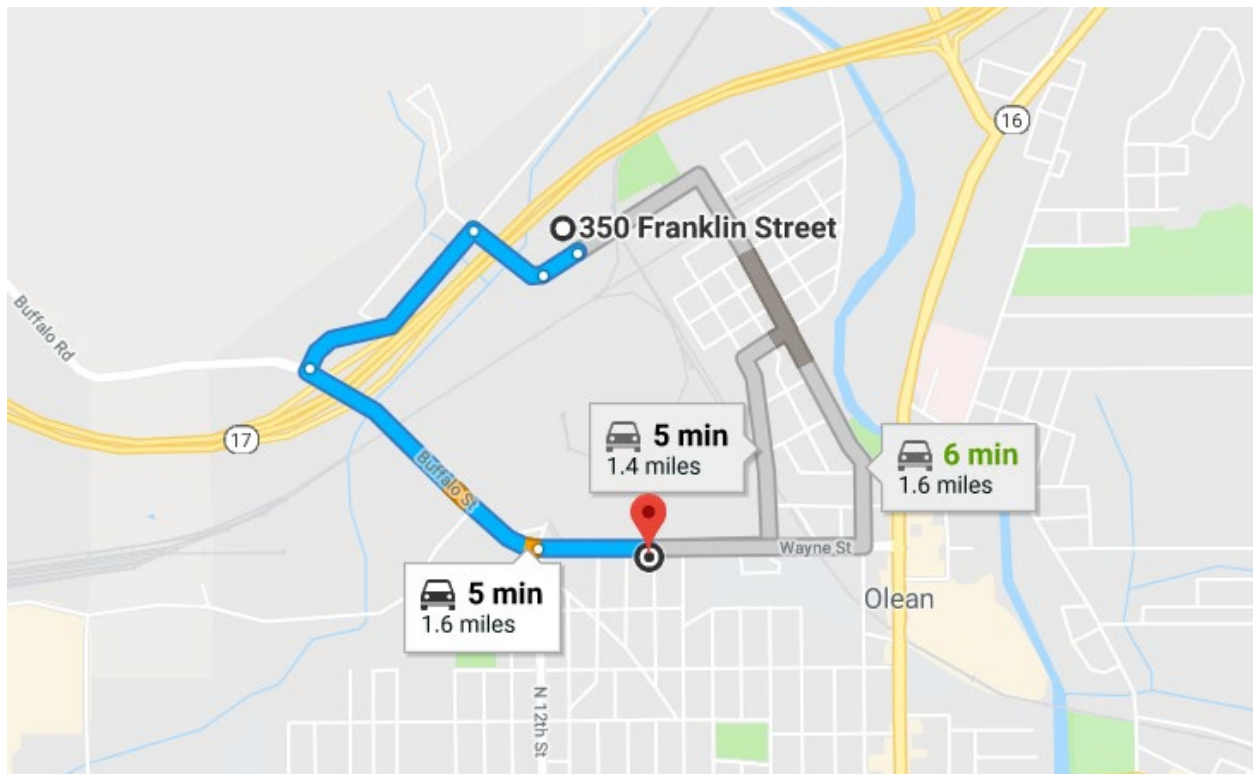 16
350 Franklin Street
Buffalo Rd
17
5 min
1.4 miles
6 min
1.6 miles
Buffalo St
Wayne St
5 min
1.6 miles
Olean
N 12th St